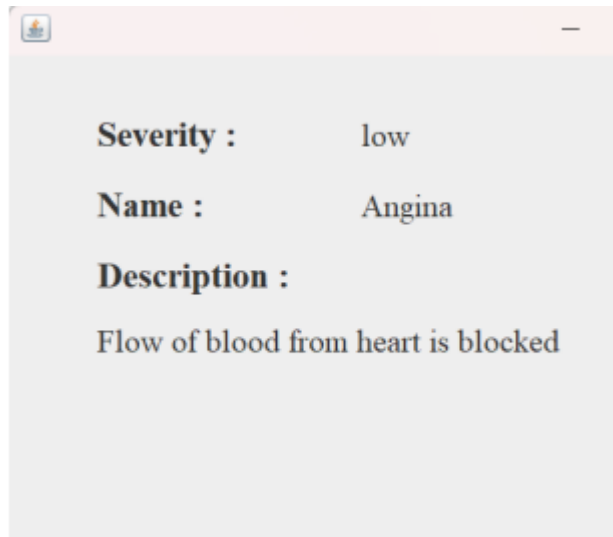 Severity : low
Name : Angina
Description :
Flow of blood from heart is blocked